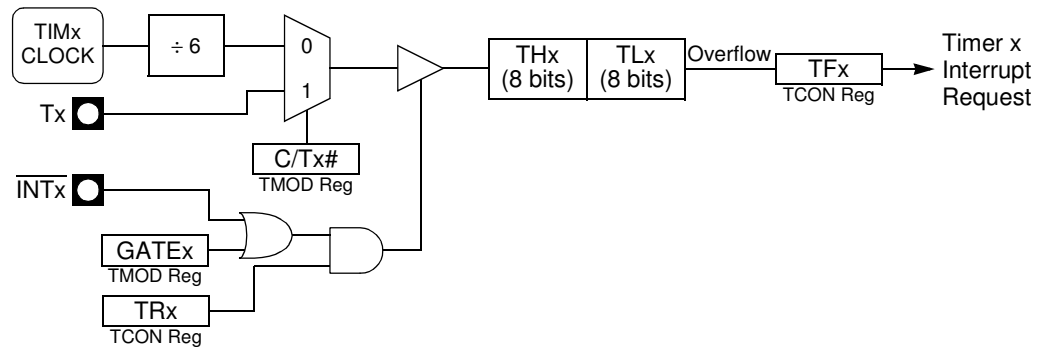 TIMx
CLOCK
÷ 6
0
1
Tx
C/Tx#
TMOD Reg
THx
(8 bits)
TLx
(8 bits)
Overflow
TFx
TCON Reg
Timer x
Interrupt
Request
INTx
GATEx
TMOD Reg
TRx
TCON Reg